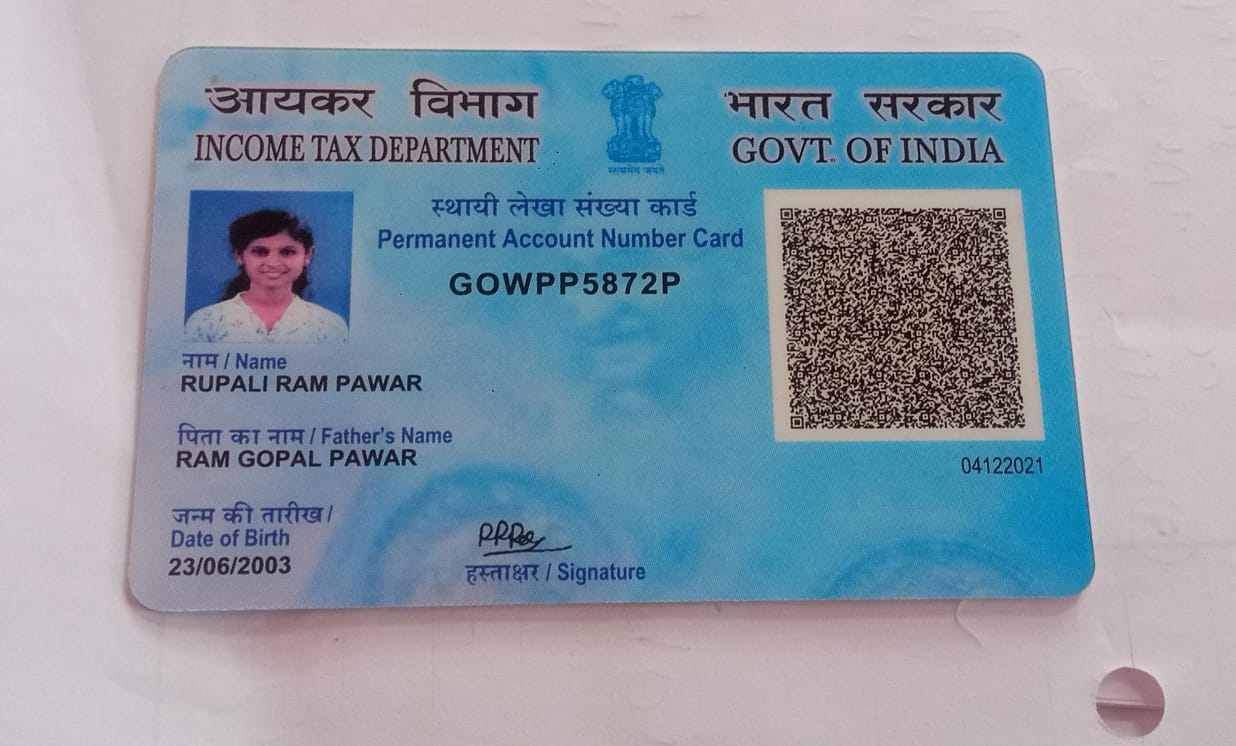 आयकर विभाग
INCOME TAX DEPARTMENT
सत्यमेव जयते
भारत सरकार
GOVT. OF INDIA
स्थायी लेखा संख्या कार्ड
Permanent Account Number Card
GOWPP5872P
नाम / Name
RUPALI RAM PAWAR
पिता का नाम / Father's Name
RAM GOPAL PAWAR
04122021
जन्म की तारीख /
Date of Birth
23/06/2003
हस्ताक्षर / Signature